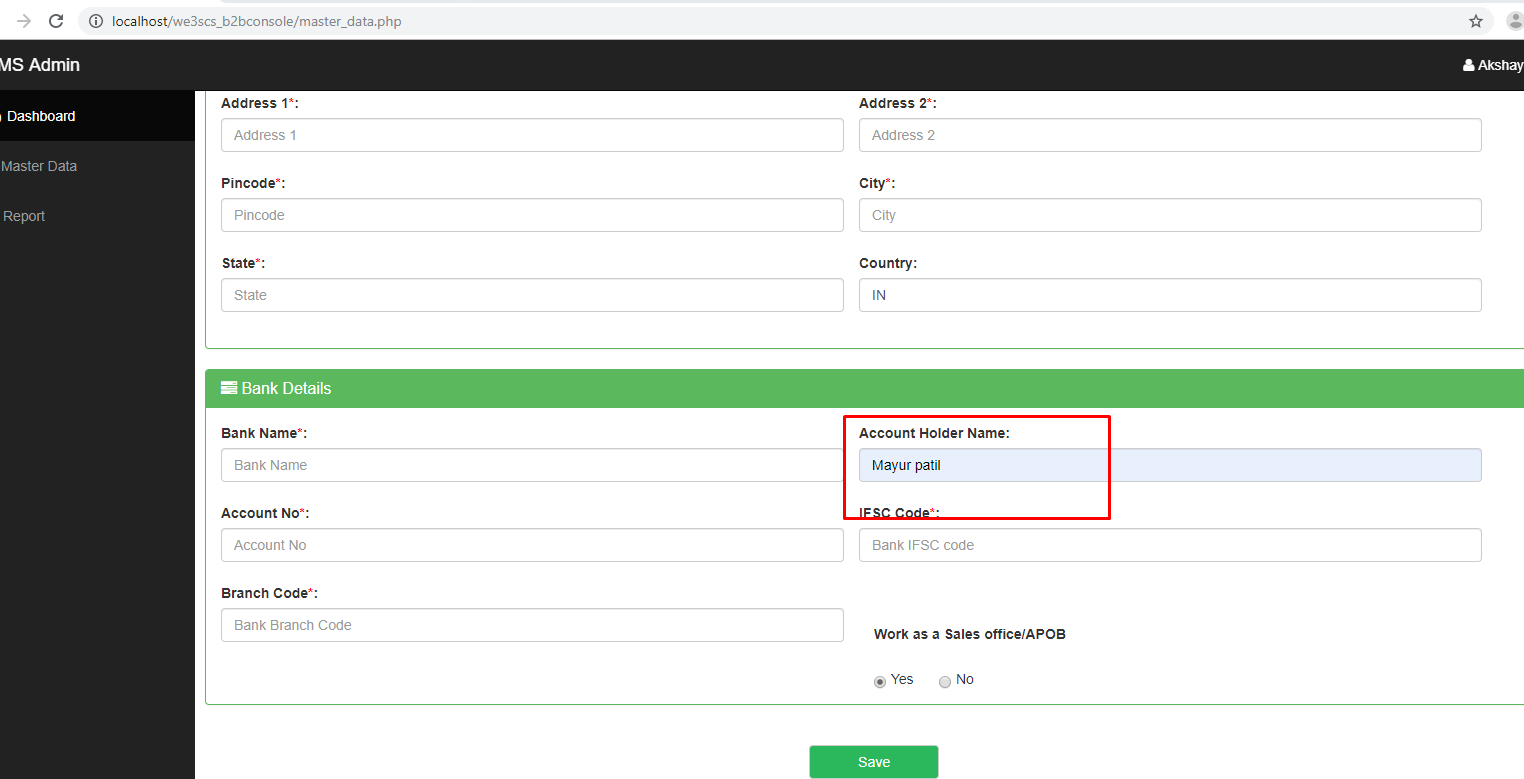 localhost/we3scs_b2bconsole/master_data.php
MS Admin
Akshay
Dashboard
Master Data
Report
Address 1*: Address 2*:
Address 1 Address 2
Pincode*: City*:
Pincode City
State*: Country:
State IN
Bank Details
Bank Name*: Account Holder Name:
Bank Name Mayur patil
Account No*: IFSC Code*:
Account No Bank IFSC code
Branch Code*:
Bank Branch Code
Work as a Sales office/APOB
Yes No
Save